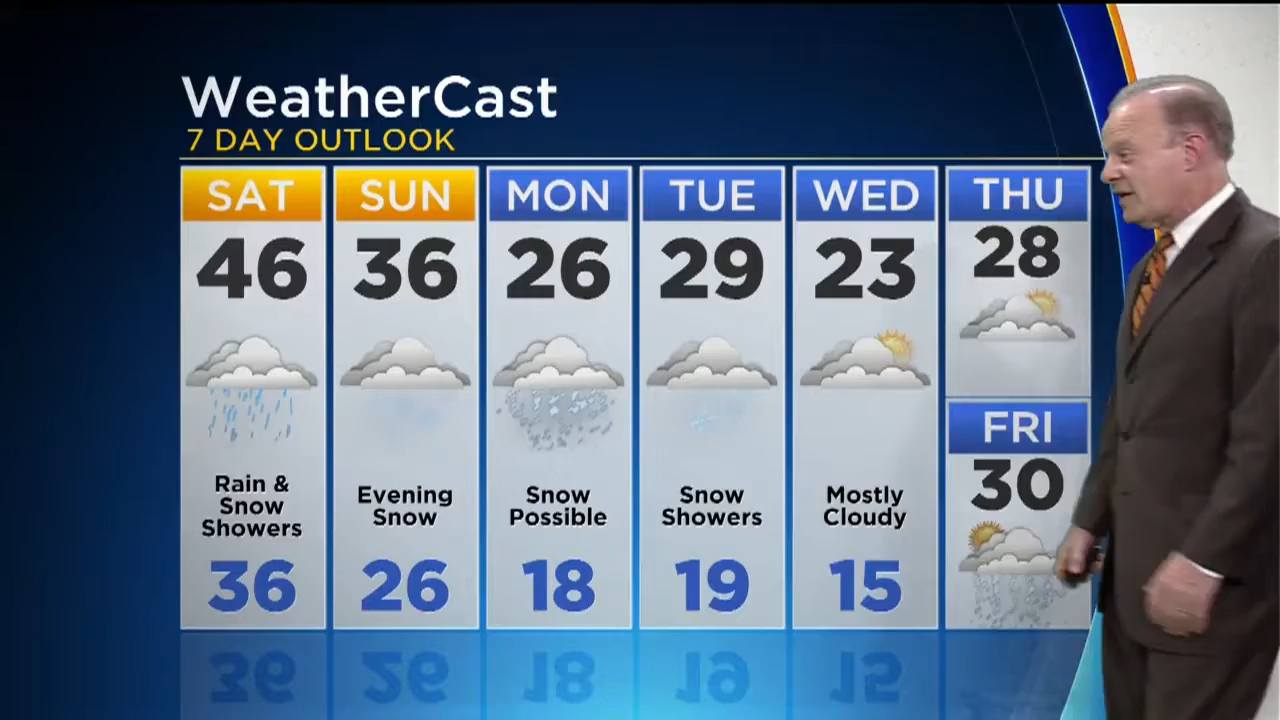 WeatherCast
7 DAY OUTLOOK
SAT
46
Rain &
Snow
Showers
36
SUN
36
Evening
Snow
26
MON
26
Snow
Possible
18
TUE
29
Snow
Showers
19
WED
23
Mostly
Cloudy
15
THU
28
FRI
30